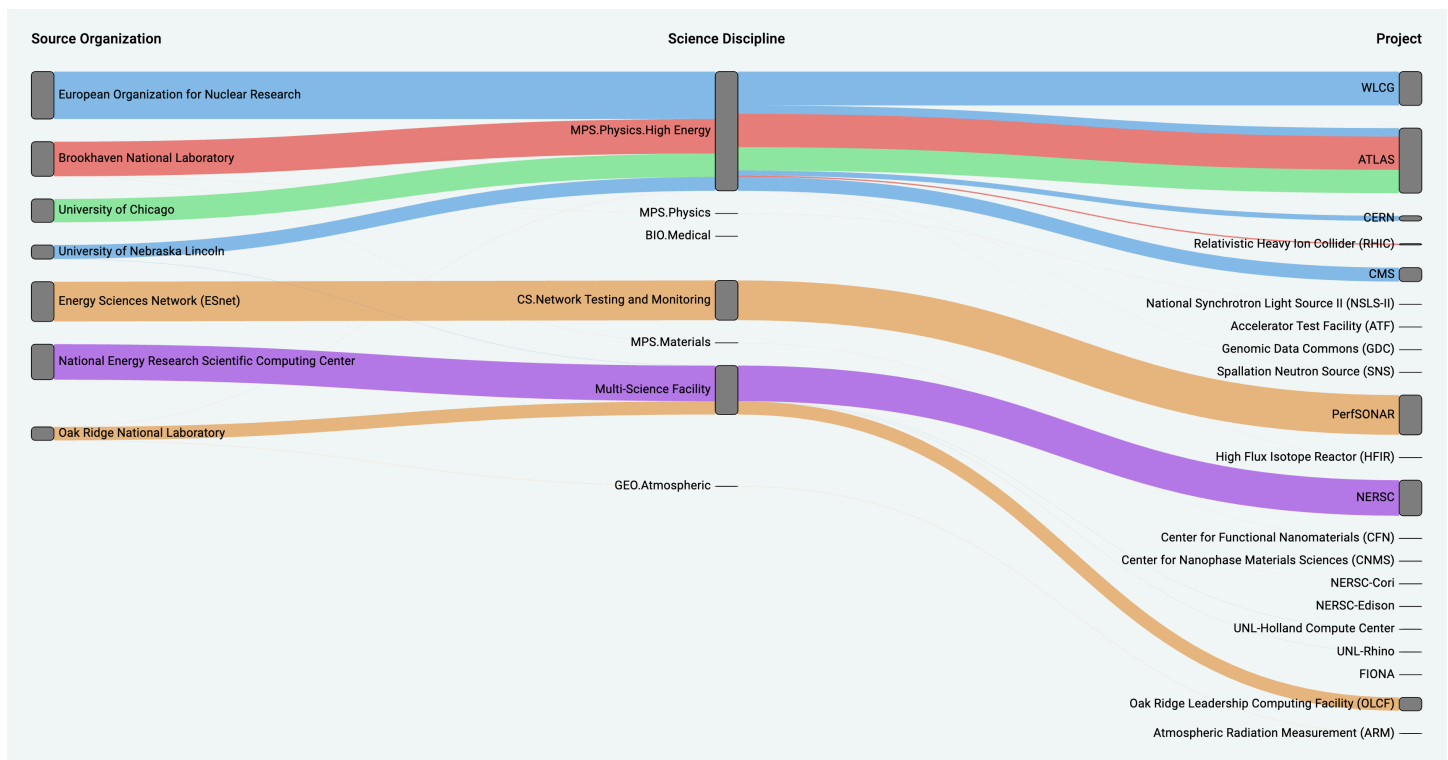 Source Organization
Science Discipline
Project
European Organization for Nuclear Research
Brookhaven National Laboratory
University of Chicago
University of Nebraska Lincoln
Energy Sciences Network (ESnet)
National Energy Research Scientific Computing Center
Oak Ridge National Laboratory
MPS.Physics.High Energy
MPS.Physics
BIO.Medical
CS.Network Testing and Monitoring
MPS.Materials
Multi-Science Facility
GEO.Atmospheric
WLCG
ATLAS
CERN
Relativistic Heavy Ion Collider (RHIC)
CMS
National Synchrotron Light Source II (NSLS-II)
Accelerator Test Facility (ATF)
Genomic Data Commons (GDC)
Spallation Neutron Source (SNS)
PerfSONAR
High Flux Isotope Reactor (HFIR)
NERSC
Center for Functional Nanomaterials (CFN)
Center for Nanophase Materials Sciences (CNMS)
NERSC-Cori
NERSC-Edison
UNL-Holland Compute Center
UNL-Rhino
FIONA
Oak Ridge Leadership Computing Facility (OLCF)
Atmospheric Radiation Measurement (ARM)